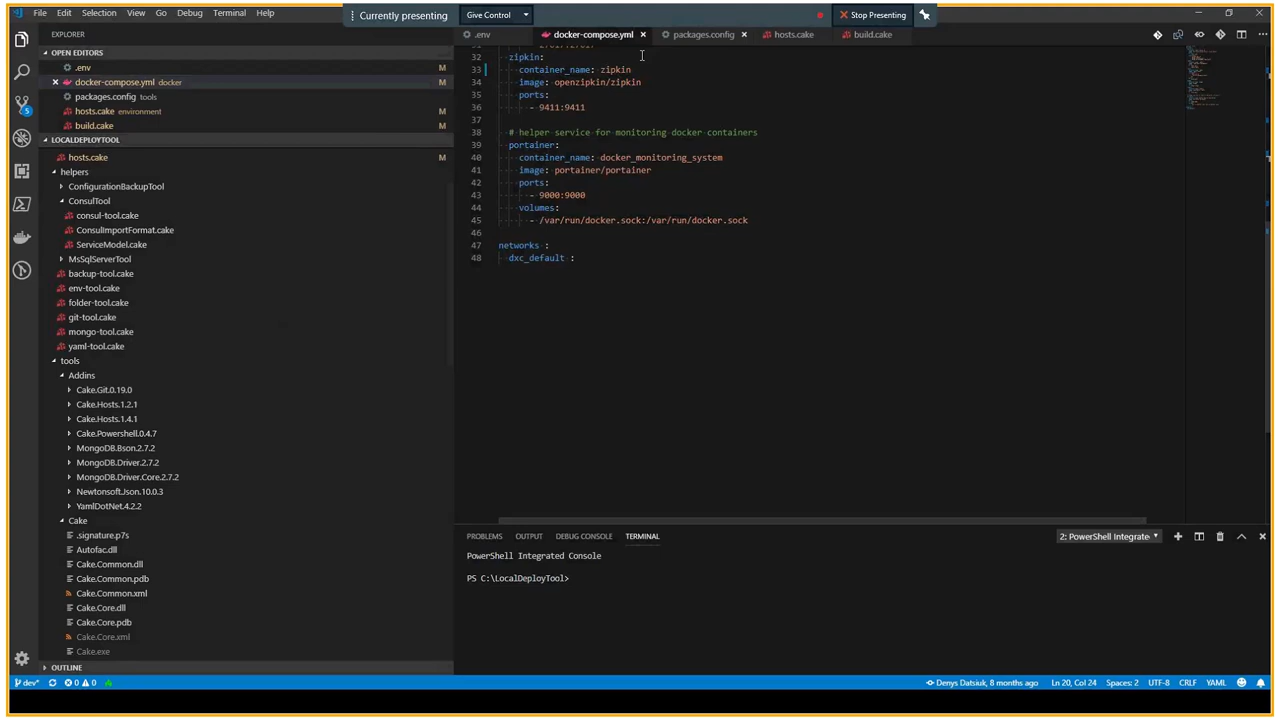 File Edit Selection View Go Debug Terminal Help
Currently presenting
Give Control
Stop Presenting
EXPLORER
OPEN EDITORS
.env M
docker-compose.yml docker M
packages.config tools
hosts.cake environment M
build.cake M
LOCALDEPLOYTOOL
hosts.cake M
helpers
ConfigurationBackupTool
ConsulTool
consul-tool.cake
ConsulImportFormat.cake
ServiceModel.cake
MsSqlServerTool
backup-tool.cake
env-tool.cake
folder-tool.cake
git-tool.cake
mongo-tool.cake
yaml-tool.cake
tools
Addins
Cake.Git.0.19.0
Cake.Hosts.1.2.1
Cake.Hosts.1.4.1
Cake.Powershell.0.4.7
MongoDB.Bson.2.7.2
MongoDB.Driver.2.7.2
MongoDB.Driver.Core.2.7.2
Newtonsoft.Json.10.0.3
YamlDotNet.4.2.2
Cake
.signature.p7s
Autofac.dll
Cake.Common.dll
Cake.Common.pdb
Cake.Common.xml
Cake.Core.dll
Cake.Core.pdb
Cake.Core.xml
Cake.exe
OUTLINE
5
.env docker-compose.yml packages.config hosts.cake build.cake
32 zipkin:
33 container_name: zipkin
34 image: openzipkin/zipkin
35 ports:
36 - 9411:9411
37
38 # helper service for monitoring docker containers
39 portainer:
40 container_name: docker_monitoring_system
41 image: portainer/portainer
42 ports:
43 - 9000:9000
44 volumes:
45 - /var/run/docker.sock:/var/run/docker.sock
46
47 networks :
48 dxc_default :
PROBLEMS OUTPUT DEBUG CONSOLE TERMINAL
2: PowerShell Integrate
PowerShell Integrated Console
PS C:\LocalDeployTool>
dev* 0 0
Denys Datsiuk, 8 months ago Ln 20, Col 24 Spaces: 2 UTF-8 CRLF YAML